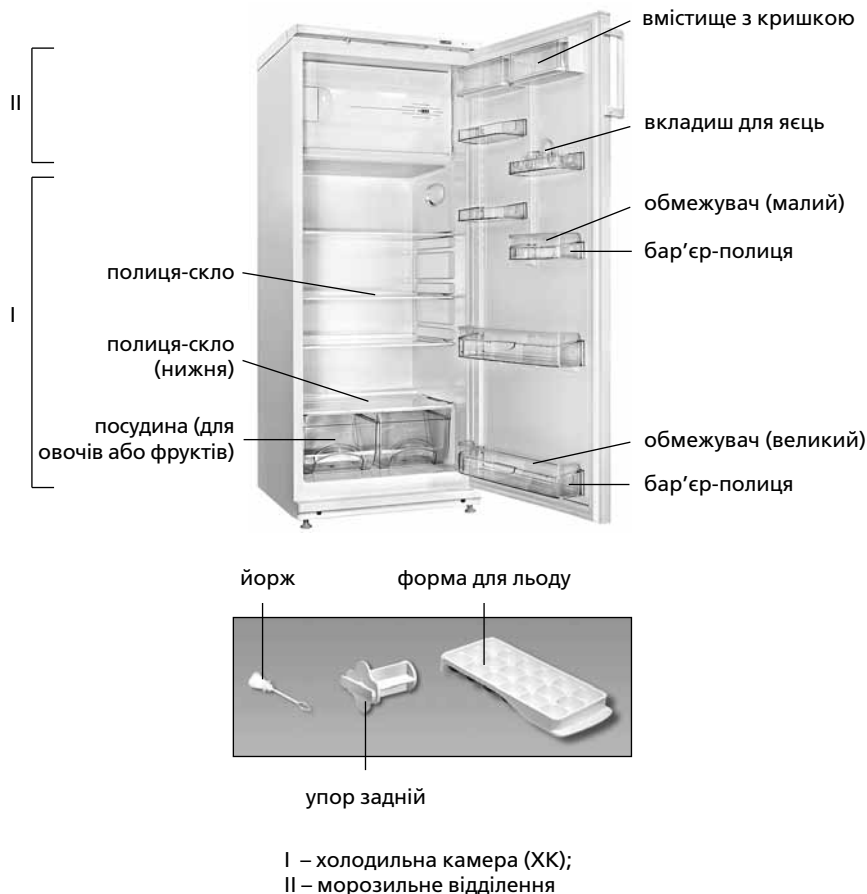 вмістище з кришкою
II
вкладиш для яєць
обмежувач (малий)
бар’єр-полиця
полиця-скло
I
полиця-скло
(нижня)
посудина (для
овочів або фруктів)
обмежувач (великий)
бар’єр-полиця
йорж
форма для льоду
упор задній
I – холодильна камера (ХК);
II – морозильне відділення